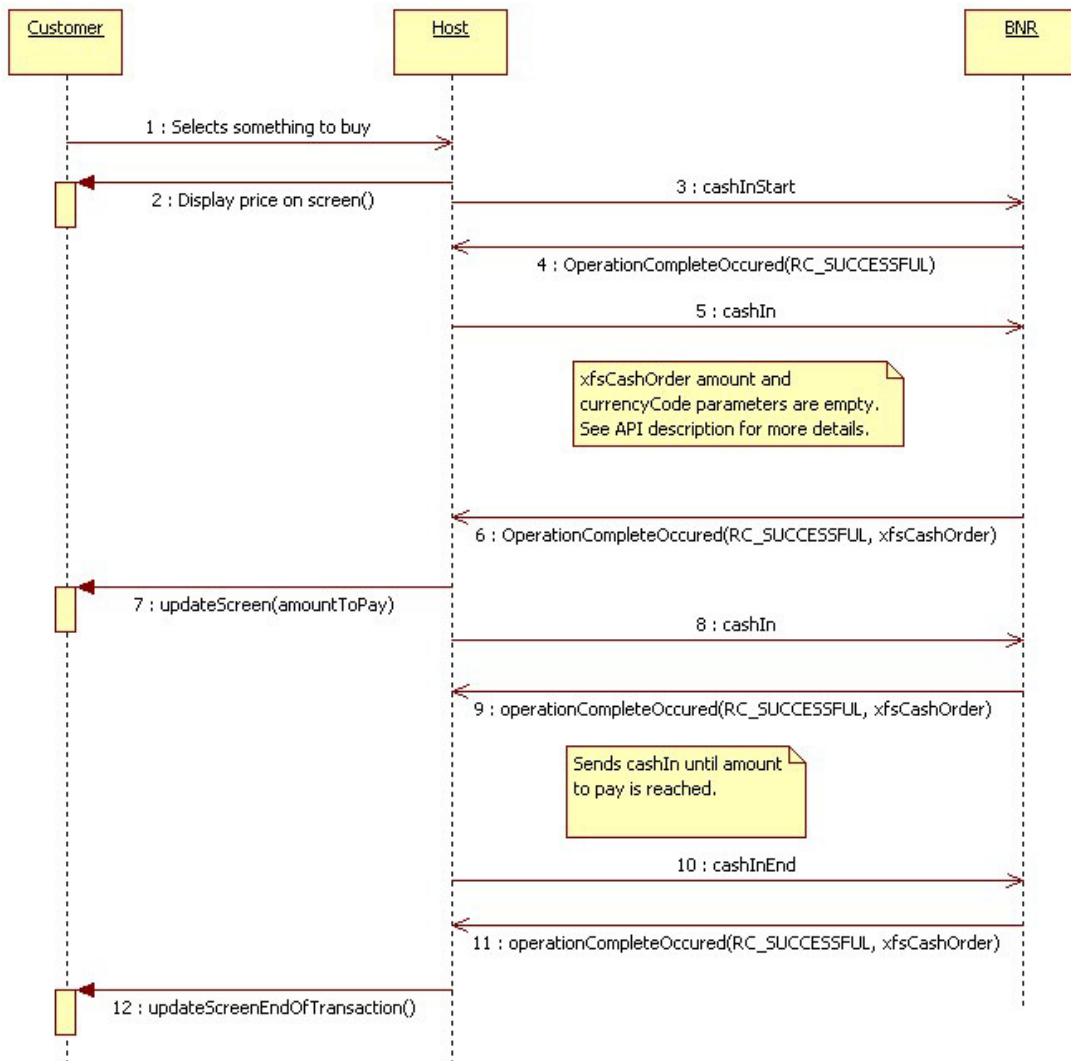 Customer
Host
BNR
1 : Selects something to buy
2 : Display price on screen()
3 : cashInStart
4 : OperationCompleteOccured(RC_SUCCESSFUL)
5 : cashIn
xfsCashOrder amount and
currencyCode parameters are empty.
See API description for more details.
6 : OperationCompleteOccured(RC_SUCCESSFUL, xfsCashOrder)
7 : updateScreen(amountToPay)
8 : cashIn
9 : operationCompleteOccured(RC_SUCCESSFUL, xfsCashOrder)
Sends cashIn until amount
to pay is reached.
10 : cashInEnd
11 : operationCompleteOccured(RC_SUCCESSFUL, xfsCashOrder)
12 : updateScreenEndOfTransaction()